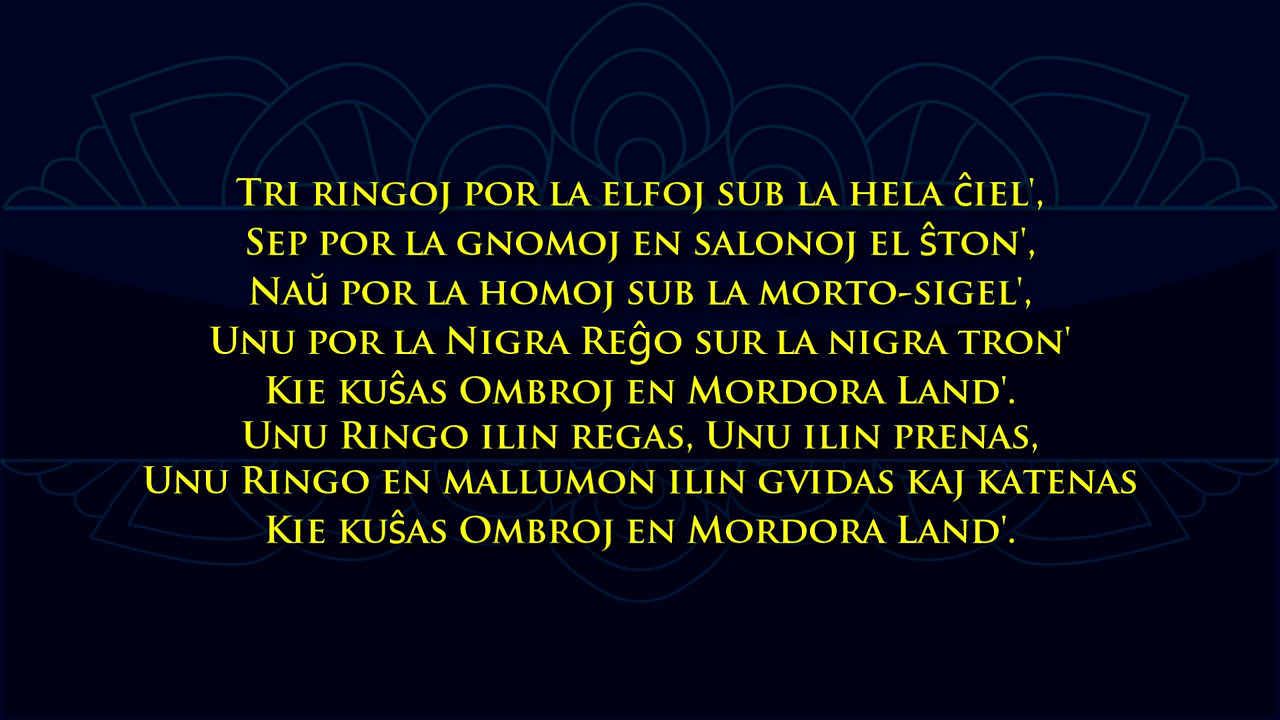 Tri ringoj por la elfoj sub la hela ĉiel',
Sep por la gnomoj en salonoj el ŝton',
Naŭ por la homoj sub la morto-sigel',
Unu por la Nigra Reĝo sur la nigra tron'
Kie kuŝas Ombroj en Mordora Land'.
Unu Ringo ilin regas, Unu ilin prenas,
Unu Ringo en mallumon ilin gvidas kaj katenas
Kie kuŝas Ombroj en Mordora Land'.